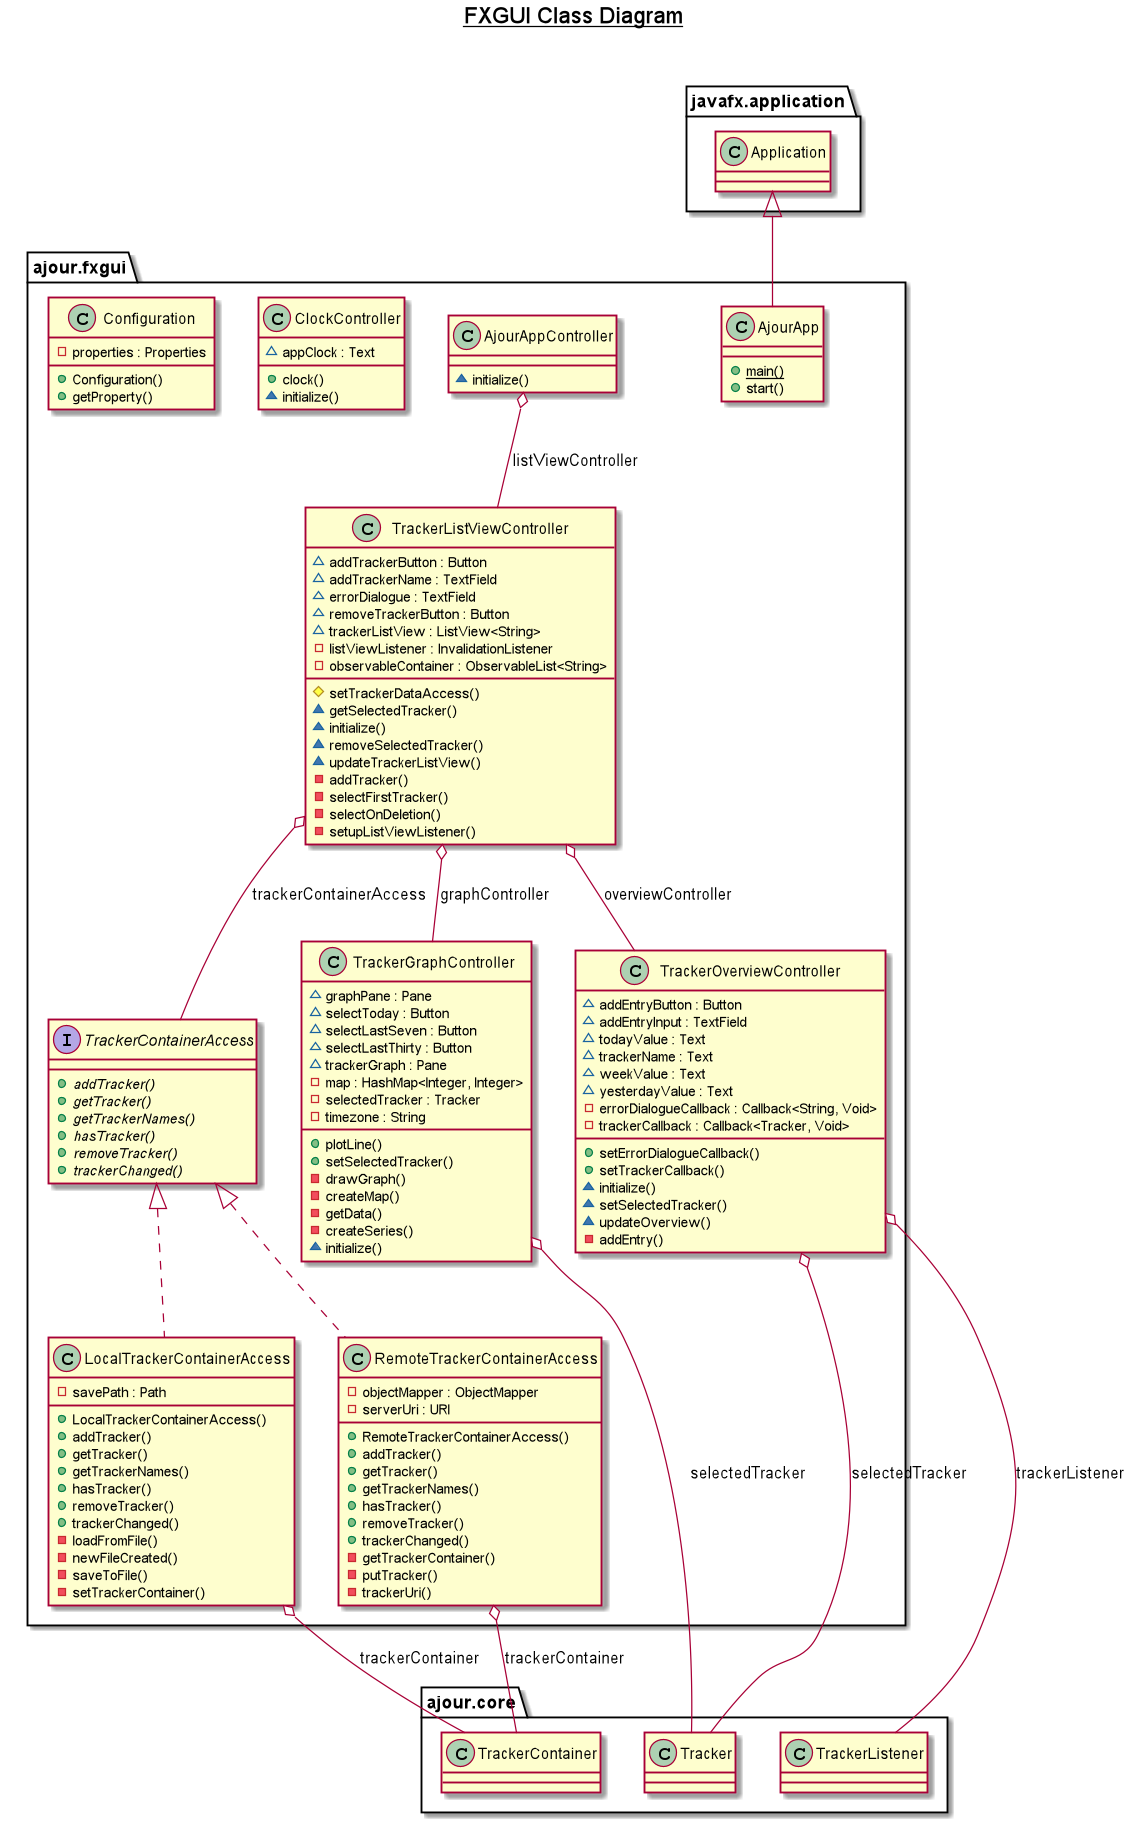 FXGUI Class Diagram
javafx.application
C Application
ajour.fxgui
C Configuration
properties : Properties
Configuration()
getProperty()
C ClockController
appClock : Text
clock()
initialize()
C AjourAppController
initialize()
C AjourApp
main()
start()
listViewController
C TrackerListViewController
addTrackerButton : Button
addTrackerName : TextField
errorDialogue : TextField
removeTrackerButton : Button
trackerListView : ListView<String>
listViewListener : InvalidationListener
observableContainer : ObservableList<String>
setTrackerDataAccess()
getSelectedTracker()
initialize()
removeSelectedTracker()
updateTrackerListView()
addTracker()
selectFirstTracker()
selectOnDeletion()
setupListViewListener()
trackerContainerAccess
graphController
overviewController
I TrackerContainerAccess
addTracker()
getTracker()
getTrackerNames()
hasTracker()
removeTracker()
trackerChanged()
C TrackerGraphController
graphPane : Pane
selectToday : Button
selectLastSeven : Button
selectLastThirty : Button
trackerGraph : Pane
map : HashMap<Integer, Integer>
selectedTracker : Tracker
timezone : String
plotLine()
setSelectedTracker()
drawGraph()
createMap()
getData()
createSeries()
initialize()
C TrackerOverviewController
addEntryButton : Button
addEntryInput : TextField
todayValue : Text
trackerName : Text
weekValue : Text
yesterdayValue : Text
errorDialogueCallback : Callback<String, Void>
trackerCallback : Callback<Tracker, Void>
setErrorDialogueCallback()
setTrackerCallback()
initialize()
setSelectedTracker()
updateOverview()
addEntry()
C LocalTrackerContainerAccess
savePath : Path
LocalTrackerContainerAccess()
addTracker()
getTracker()
getTrackerNames()
hasTracker()
removeTracker()
trackerChanged()
loadFromFile()
newFileCreated()
saveToFile()
setTrackerContainer()
C RemoteTrackerContainerAccess
objectMapper : ObjectMapper
serverUri : URI
RemoteTrackerContainerAccess()
addTracker()
getTracker()
getTrackerNames()
hasTracker()
removeTracker()
trackerChanged()
getTrackerContainer()
putTracker()
trackerUri()
selectedTracker
selectedTracker
trackerListener
trackerContainer
trackerContainer
ajour.core
C TrackerContainer
C Tracker
C TrackerListener